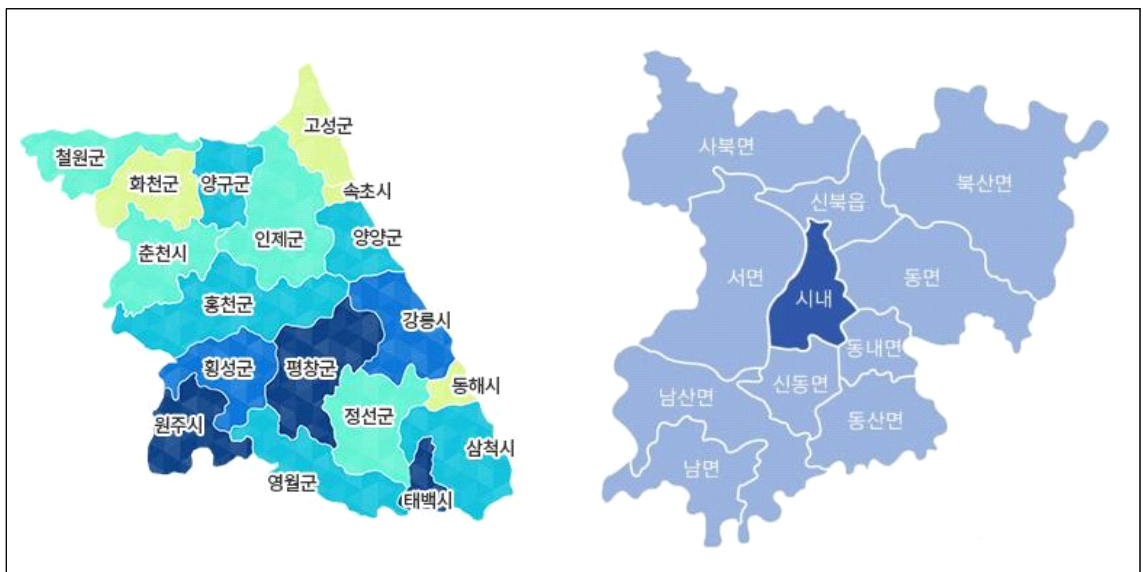 고성군
철원군
화천군
양구군
속초시
춘천시
인제군
양양군
홍천군
강릉시
횡성군
평창군
동해시
원주시
정선군
삼척시
영월군
태백시
사북면
북산면
신북읍
서면
동면
시내
동내면
신동면
남산면
동산면
남면